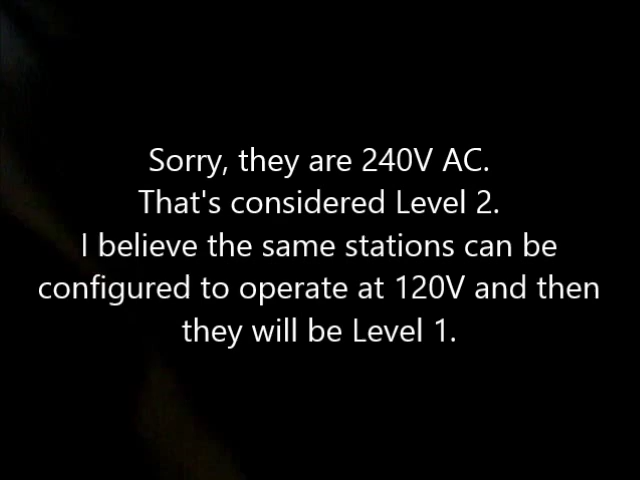 Sorry, they are 240V AC.
That's considered Level 2.
I believe the same stations can be
configured to operate at 120V and then
they will be Level 1.